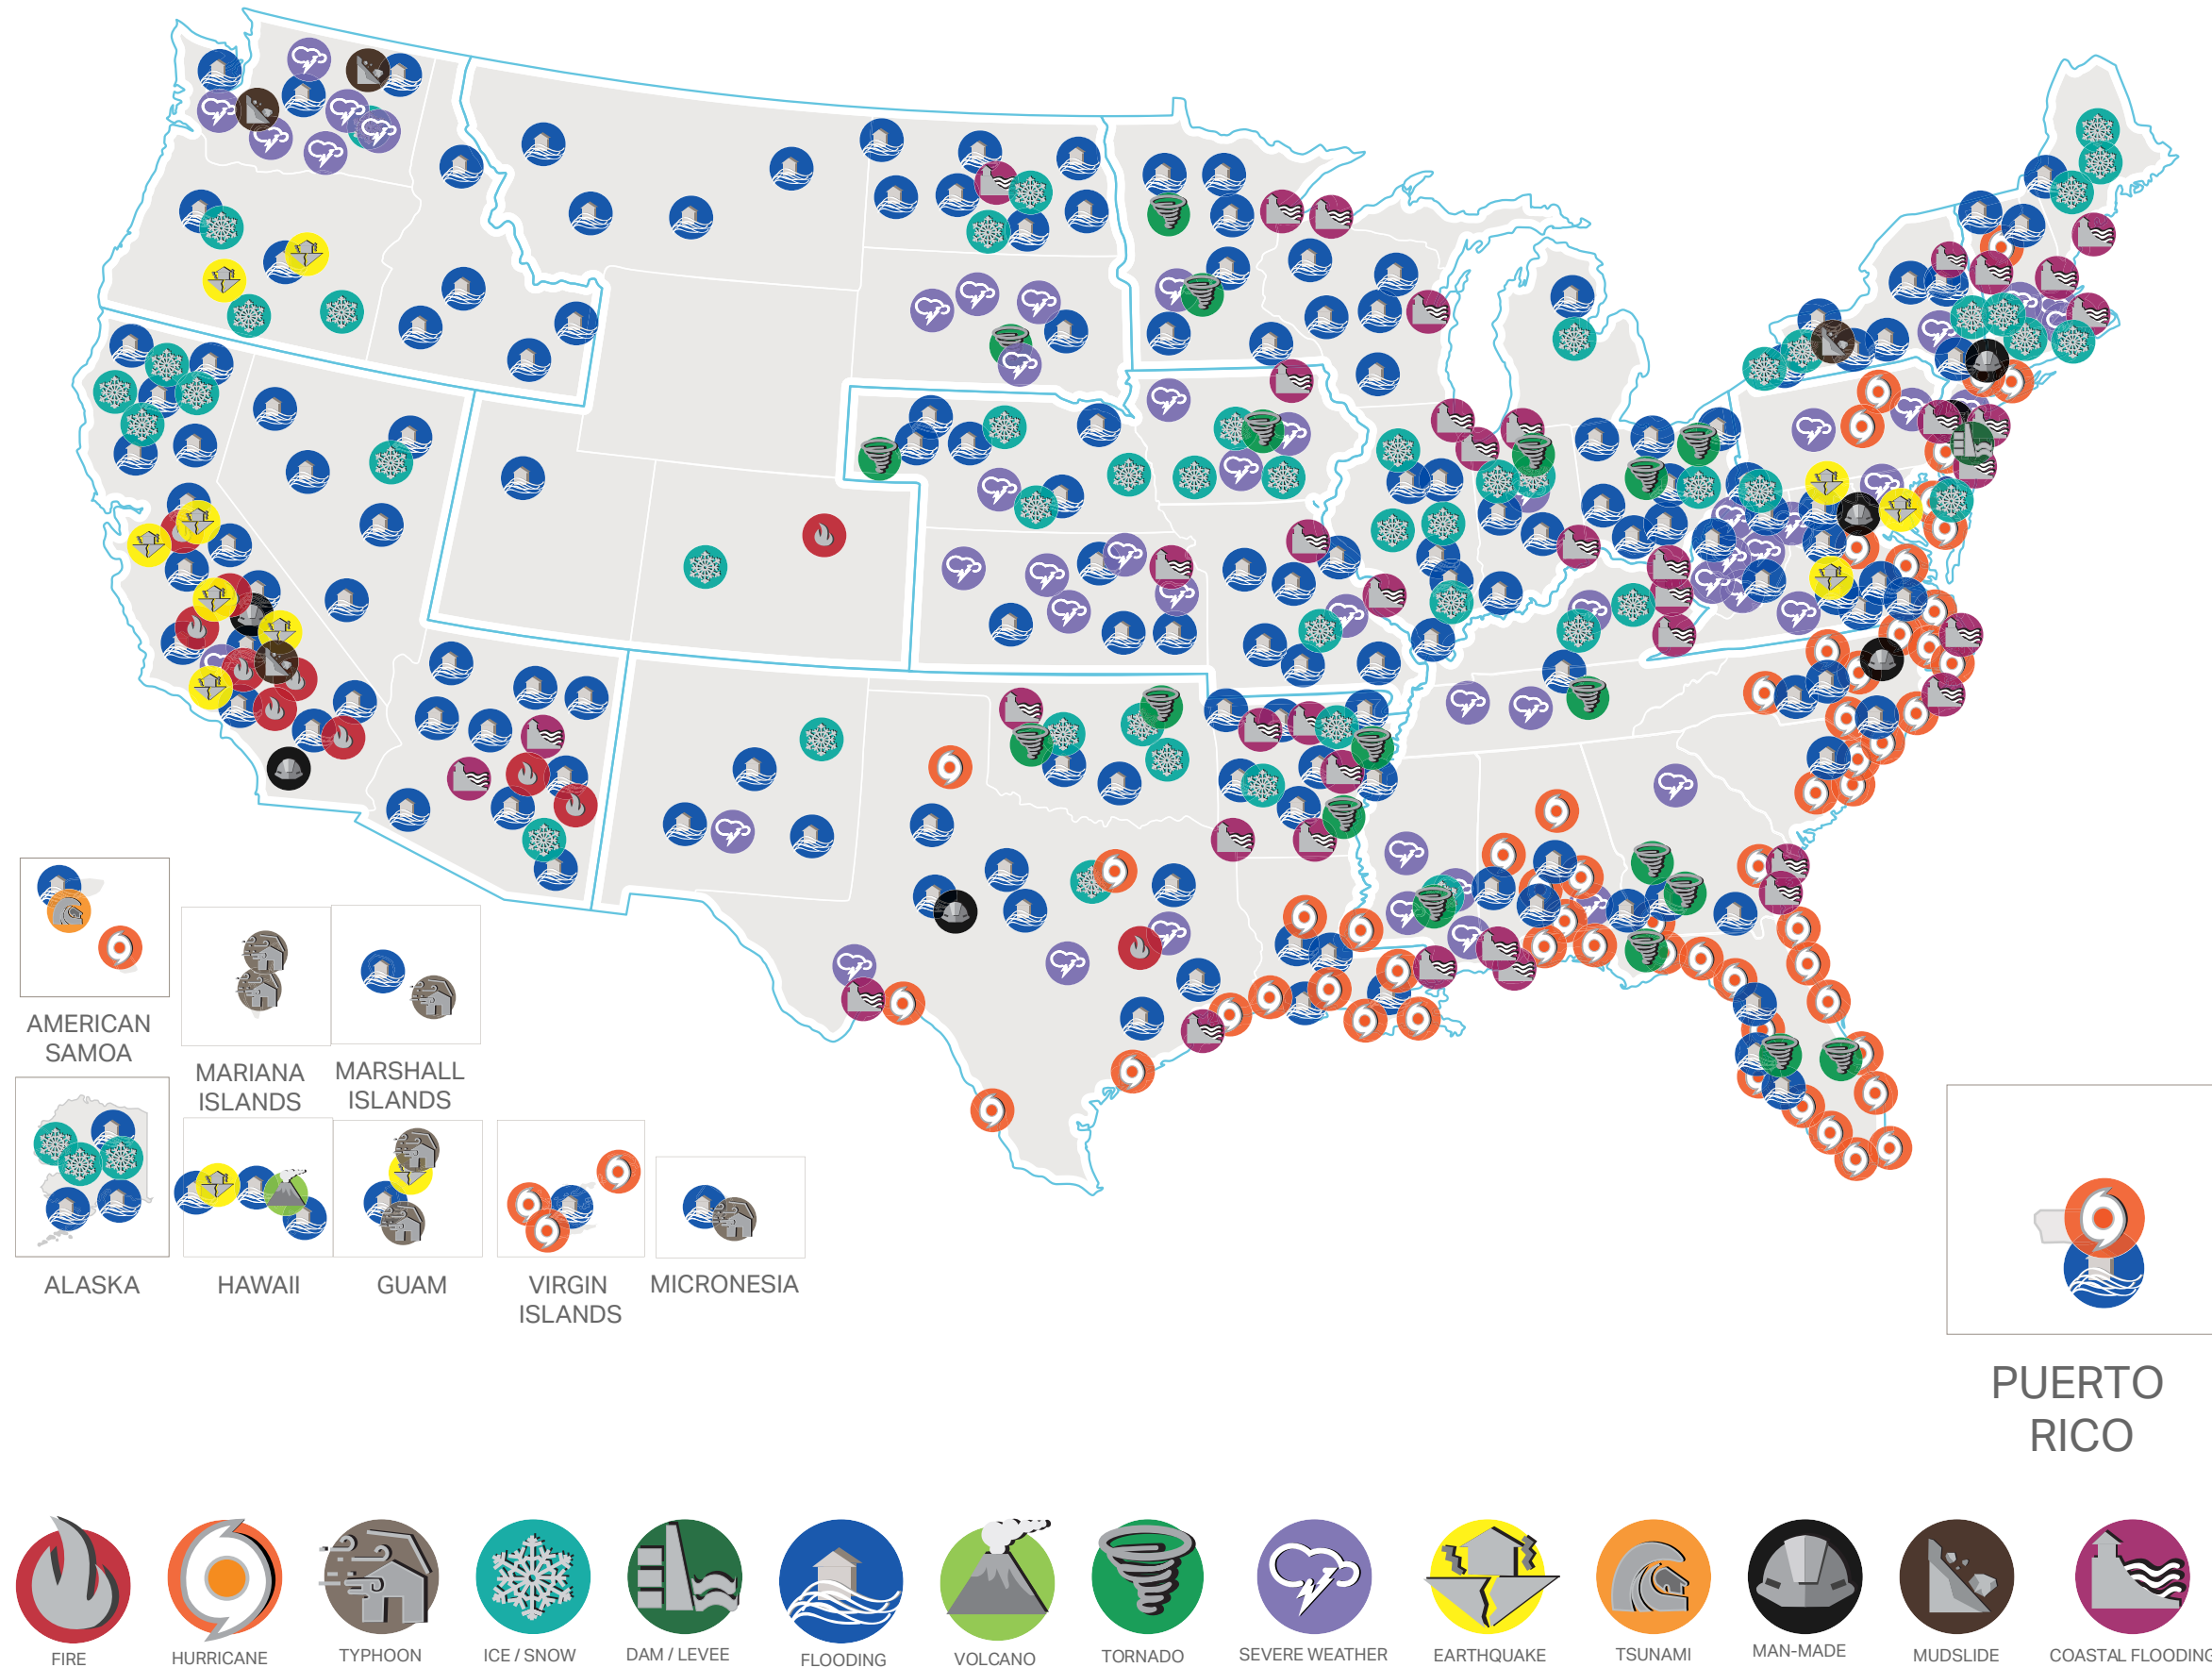 AMERICAN
SAMOA
MARIANA
ISLANDS
MARSHALL
ISLANDS
ALASKA
HAWAII
GUAM
VIRGIN
ISLANDS
MICRONESIA
PUERTO
RICO
FIRE
HURRICANE
TYPHOON
ICE / SNOW
DAM / LEVEE
FLOODING
VOLCANO
TORNADO
SEVERE WEATHER
EARTHQUAKE
TSUNAMI
MAN-MADE
MUDSLIDE
COASTAL FLOODING